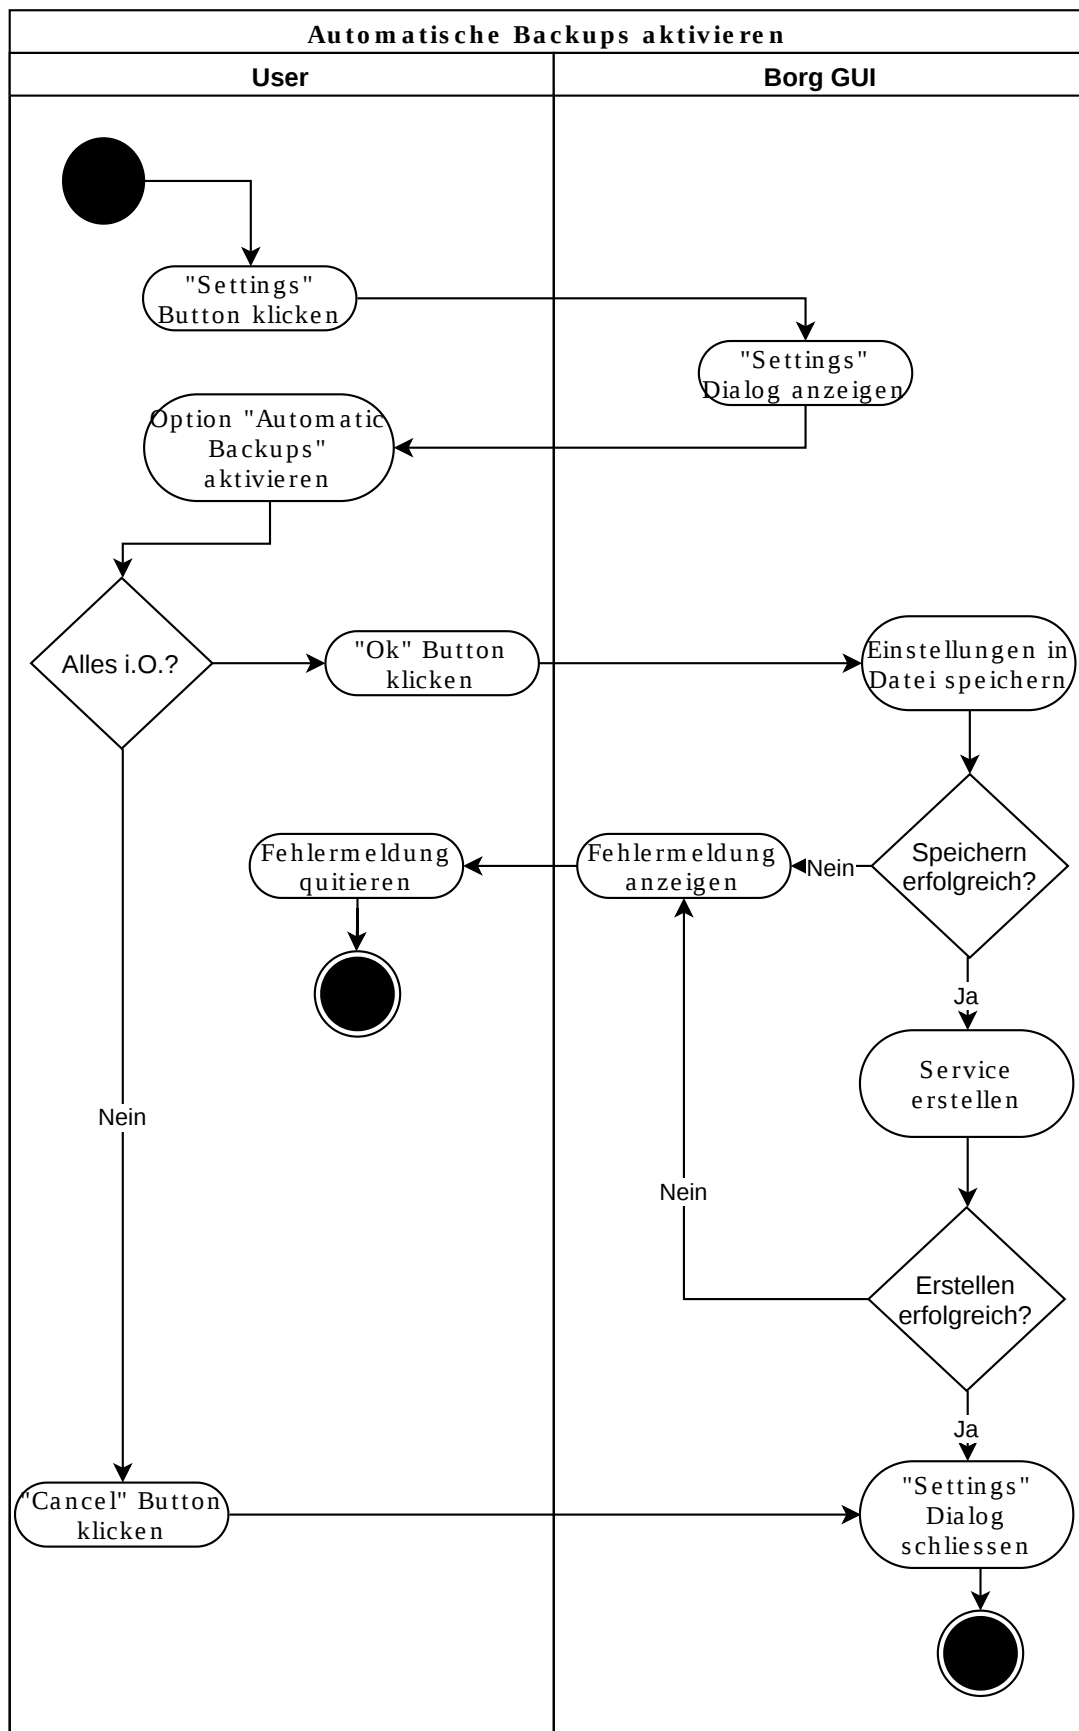 Automatische Backups aktivieren
User
Borg GUI
"Settings"
Button klicken
"Settings"
Dialog anzeigen
Option "Automatic
Backups"
aktivieren
Alles i.O.?
"Ok" Button
klicken
Einstellungen in
Datei speichern
Speichern
erfolgreich?
Nein
Fehlermeldung
anzeigen
Fehlermeldung
quitieren
Ja
Service
erstellen
Nein
Nein
Erstellen
erfolgreich?
Ja
"Cancel" Button
klicken
"Settings"
Dialog
schliessen